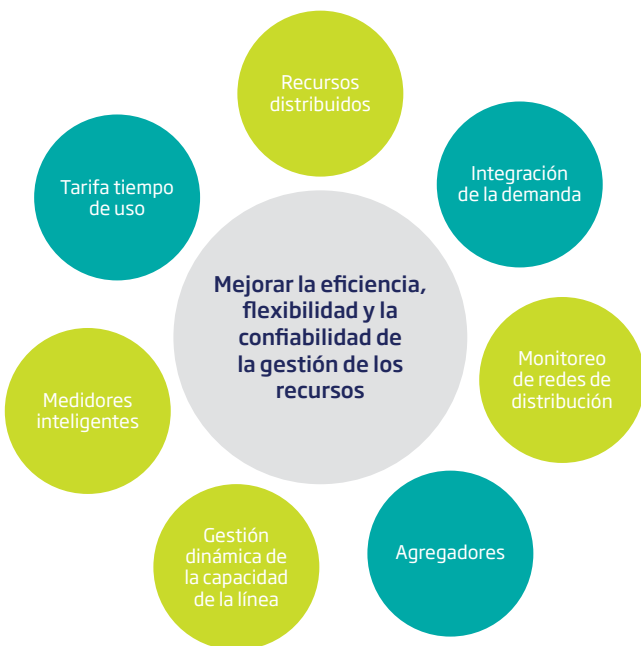 Recursos
distribuidos
Integración
de la demanda
Tarifa tiempo
de uso
Mejorar la eficiencia,
flexibilidad y la
confiabilidad de
la gestión de los
recursos
Monitoreo
de redes de
distribución
Medidores
inteligentes
Gestión
dinámica de
la capacidad
de la línea
Agregadores